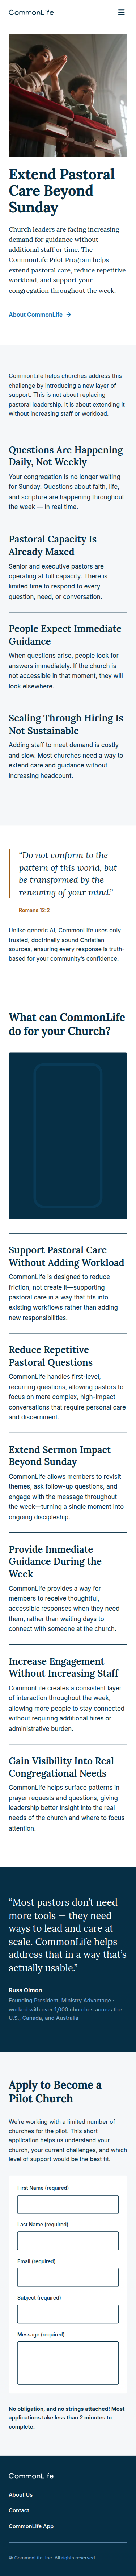 CommonLife
Extend Pastoral
Care Beyond
Sunday
Church leaders are facing increasing
demand for guidance without
additional staff or time. The
CommonLife Pilot Program helps
extend pastoral care, reduce repetitive
workload, and support your
congregation throughout the week.
About CommonLife →
CommonLife helps churches address this
challenge by introducing a new layer of
support. This is not about replacing
pastoral leadership. It is about extending it
without increasing staff or workload.
Questions Are Happening
Daily, Not Weekly
Your congregation is no longer waiting
for Sunday. Questions about faith, life,
and scripture are happening throughout
the week — in real time.
Pastoral Capacity Is
Already Maxed
Senior and executive pastors are
operating at full capacity. There is
limited time to respond to every
question, need, or conversation.
People Expect Immediate
Guidance
When questions arise, people look for
answers immediately. If the church is
not accessible in that moment, they will
look elsewhere.
Scaling Through Hiring Is
Not Sustainable
Adding staff to meet demand is costly
and slow. Most churches need a way to
extend care and guidance without
increasing headcount.
“Do not conform to the
pattern of this world, but
be transformed by the
renewing of your mind.”
Romans 12:2
Unlike generic AI, CommonLife uses only
trusted, doctrinally sound Christian
sources, ensuring every response is truth-
based for your community’s confidence.
What can CommonLife
do for your Church?
Support Pastoral Care
Without Adding Workload
CommonLife is designed to reduce
friction, not create it—supporting
pastoral care in a way that fits into
existing workflows rather than adding
new responsibilities.
Reduce Repetitive
Pastoral Questions
CommonLife handles first-level,
recurring questions, allowing pastors to
focus on more complex, high-impact
conversations that require personal care
and discernment.
Extend Sermon Impact
Beyond Sunday
CommonLife allows members to revisit
themes, ask follow-up questions, and
engage with the message throughout
the week—turning a single moment into
ongoing discipleship.
Provide Immediate
Guidance During the
Week
CommonLife provides a way for
members to receive thoughtful,
accessible responses when they need
them, rather than waiting days to
connect with someone at the church.
Increase Engagement
Without Increasing Staff
CommonLife creates a consistent layer
of interaction throughout the week,
allowing more people to stay connected
without requiring additional hires or
administrative burden.
Gain Visibility Into Real
Congregational Needs
CommonLife helps surface patterns in
prayer requests and questions, giving
leadership better insight into the real
needs of the church and where to focus
attention.
“Most pastors don’t need
more tools — they need
ways to lead and care at
scale. CommonLife helps
address that in a way that’s
actually usable.”
Russ Olmon
Founding President, Ministry Advantage ·
worked with over 1,000 churches across the
U.S., Canada, and Australia
Apply to Become a
Pilot Church
We’re working with a limited number of
churches for the pilot. This short
application helps us understand your
church, your current challenges, and which
level of support would be the best fit.
First Name (required)
Last Name (required)
Email (required)
Subject (required)
Message (required)
No obligation, and no strings attached! Most
applications take less than 2 minutes to
complete.
CommonLife
About Us
Contact
CommonLife App
© CommonLife, Inc. All rights reserved.